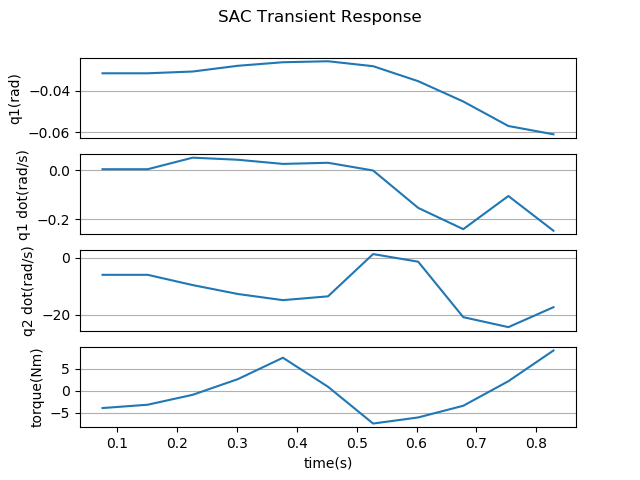 SAC Transient Response
q1(rad)
−0.04
−0.06
q1 dot(rad/s)
0.0
−0.2
q2 dot(rad/s)
0
−20
torque(Nm)
5
0
−5
0.1 0.2 0.3 0.4 0.5 0.6 0.7 0.8
time(s)